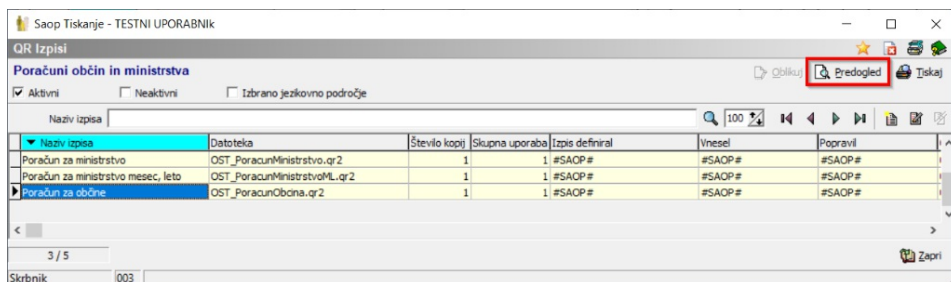 Saop Tiskanje - TESTNI UPORABNIk
QR Izpisi
Poračuni občin in ministrstva
Oblikuj Predogled Tiskaj
Aktivni Neaktivni Izbrano jezikovno področje
Naziv izpisa 100
Naziv izpisa Datoteka Število kopij Skupna uporaba Izpis definiral Vnesel Popravil
Poračun za ministrstvo OST_PoracunMinistrstvo.qr2 1 1 #SAOP# #SAOP# #SAOP#
Poračun za ministrstvo mesec, leto OST_PoracunMinistrstvoML.qr2 1 1 #SAOP# #SAOP# #SAOP#
Poračun za občine OST_PoracunObcina.qr2 1 1 #SAOP# #SAOP# #SAOP#
3 / 5 Zapri
Skrbnik 003